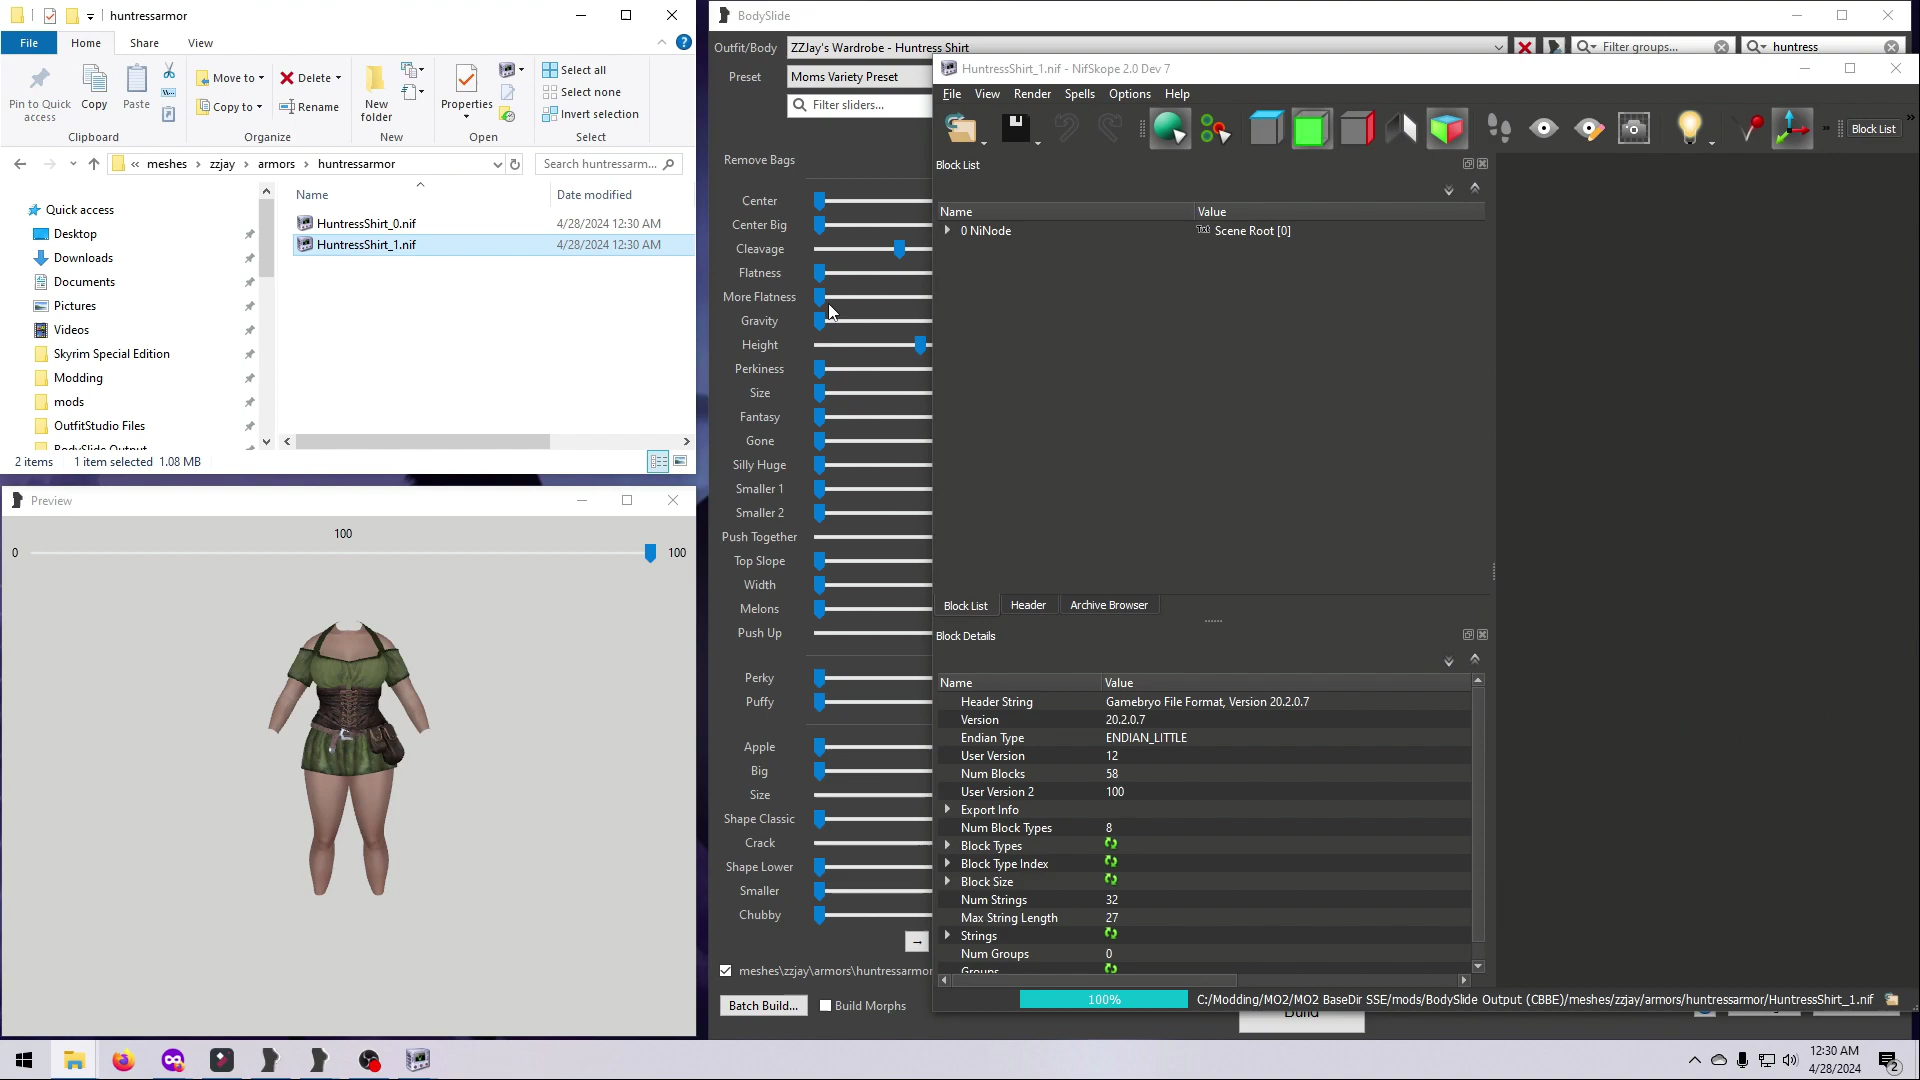 huntressarmor
File
Home
Share
View
Pin to Quick access
Copy
Paste
Move to
Copy to
Delete
Rename
New folder
Properties
Select all
Select none
Invert selection
Clipboard
Organize
New
Open
Select
« meshes > zzjay > armors > huntressarmor
Search huntressarm...
Name
Date modified
Quick access
Desktop
Downloads
Documents
Pictures
Videos
Skyrim Special Edition
Modding
mods
OutfitStudio Files
BodySlide Output
HuntressShirt_0.nif 4/28/2024 12:30 AM
HuntressShirt_1.nif 4/28/2024 12:30 AM
2 items 1 item selected 1.08 MB
Preview
100
0
100
BodySlide
Outfit/Body
ZZJay's Wardrobe - Huntress Shirt
Filter groups...
huntress
Preset
Moms Variety Preset
Filter sliders...
Remove Bags
Center
Center Big
Cleavage
Flatness
More Flatness
Gravity
Height
Perkiness
Size
Fantasy
Gone
Silly Huge
Smaller 1
Smaller 2
Push Together
Top Slope
Width
Melons
Push Up
Perky
Puffy
Apple
Big
Size
Shape Classic
Crack
Shape Lower
Smaller
Chubby
→
meshes\zzjay\armors\huntressarmor
Batch Build...
Build Morphs
Build
HuntressShirt_1.nif - NifSkope 2.0 Dev 7
File View Render Spells Options Help
»
Block List
Block List
Name Value
0 NiNode Txt Scene Root [0]
Block List Header Archive Browser
Block Details
Name Value
Header String Gamebryo File Format, Version 20.2.0.7
Version 20.2.0.7
Endian Type ENDIAN_LITTLE
User Version 12
Num Blocks 58
User Version 2 100
Export Info
Num Block Types 8
Block Types
Block Type Index
Block Size
Num Strings 32
Max String Length 27
Strings
Num Groups 0
Groups
100%
C:/Modding/MO2/MO2 BaseDir SSE/mods/BodySlide Output (CBBE)/meshes/zzjay/armors/huntressarmor/HuntressShirt_1.nif
12:30 AM
4/28/2024
2